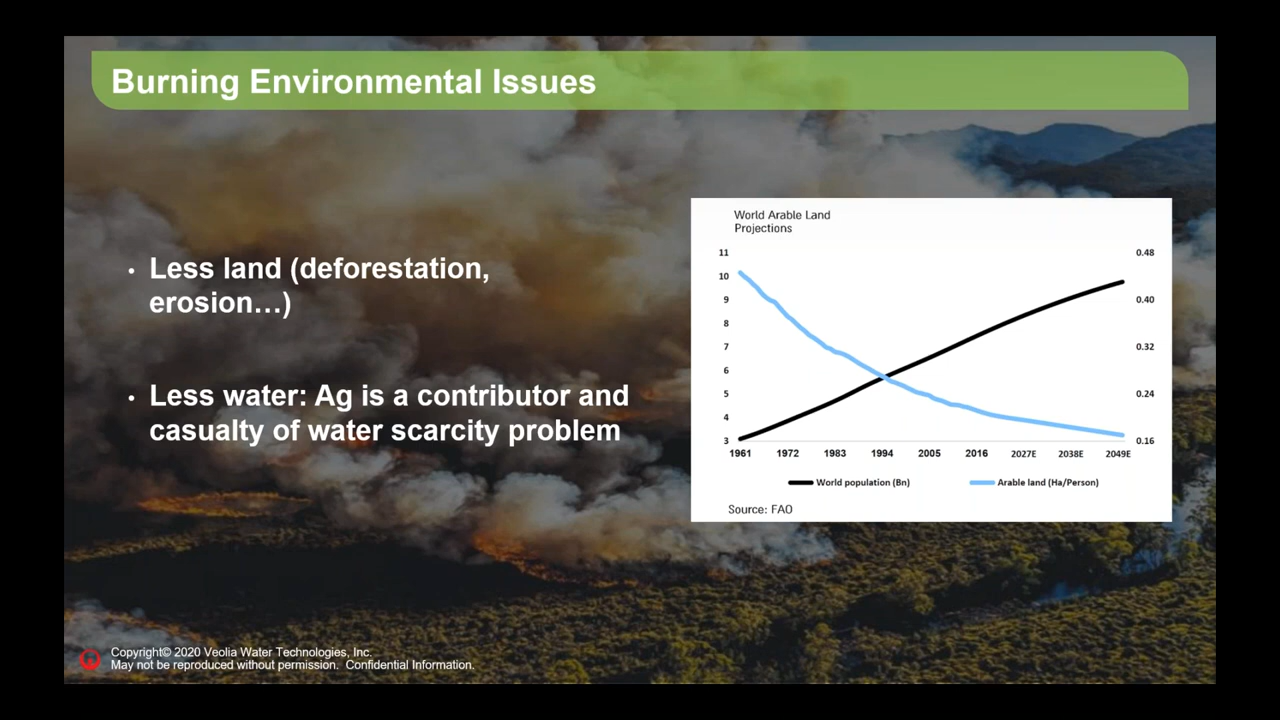 Burning Environmental Issues
• Less land (deforestation,
erosion…)
• Less water: Ag is a contributor and
casualty of water scarcity problem
World Arable Land
Projections
11
10
9
8
7
6
5
4
3
0.48
0.40
0.32
0.24
0.16
1961 1972 1983 1994 2005 2016 2027E 2038E 2049E
World population (Bn) Arable land (Ha/Person)
Source: FAO
Copyright© 2020 Veolia Water Technologies, Inc.
May not be reproduced without permission. Confidential Information.